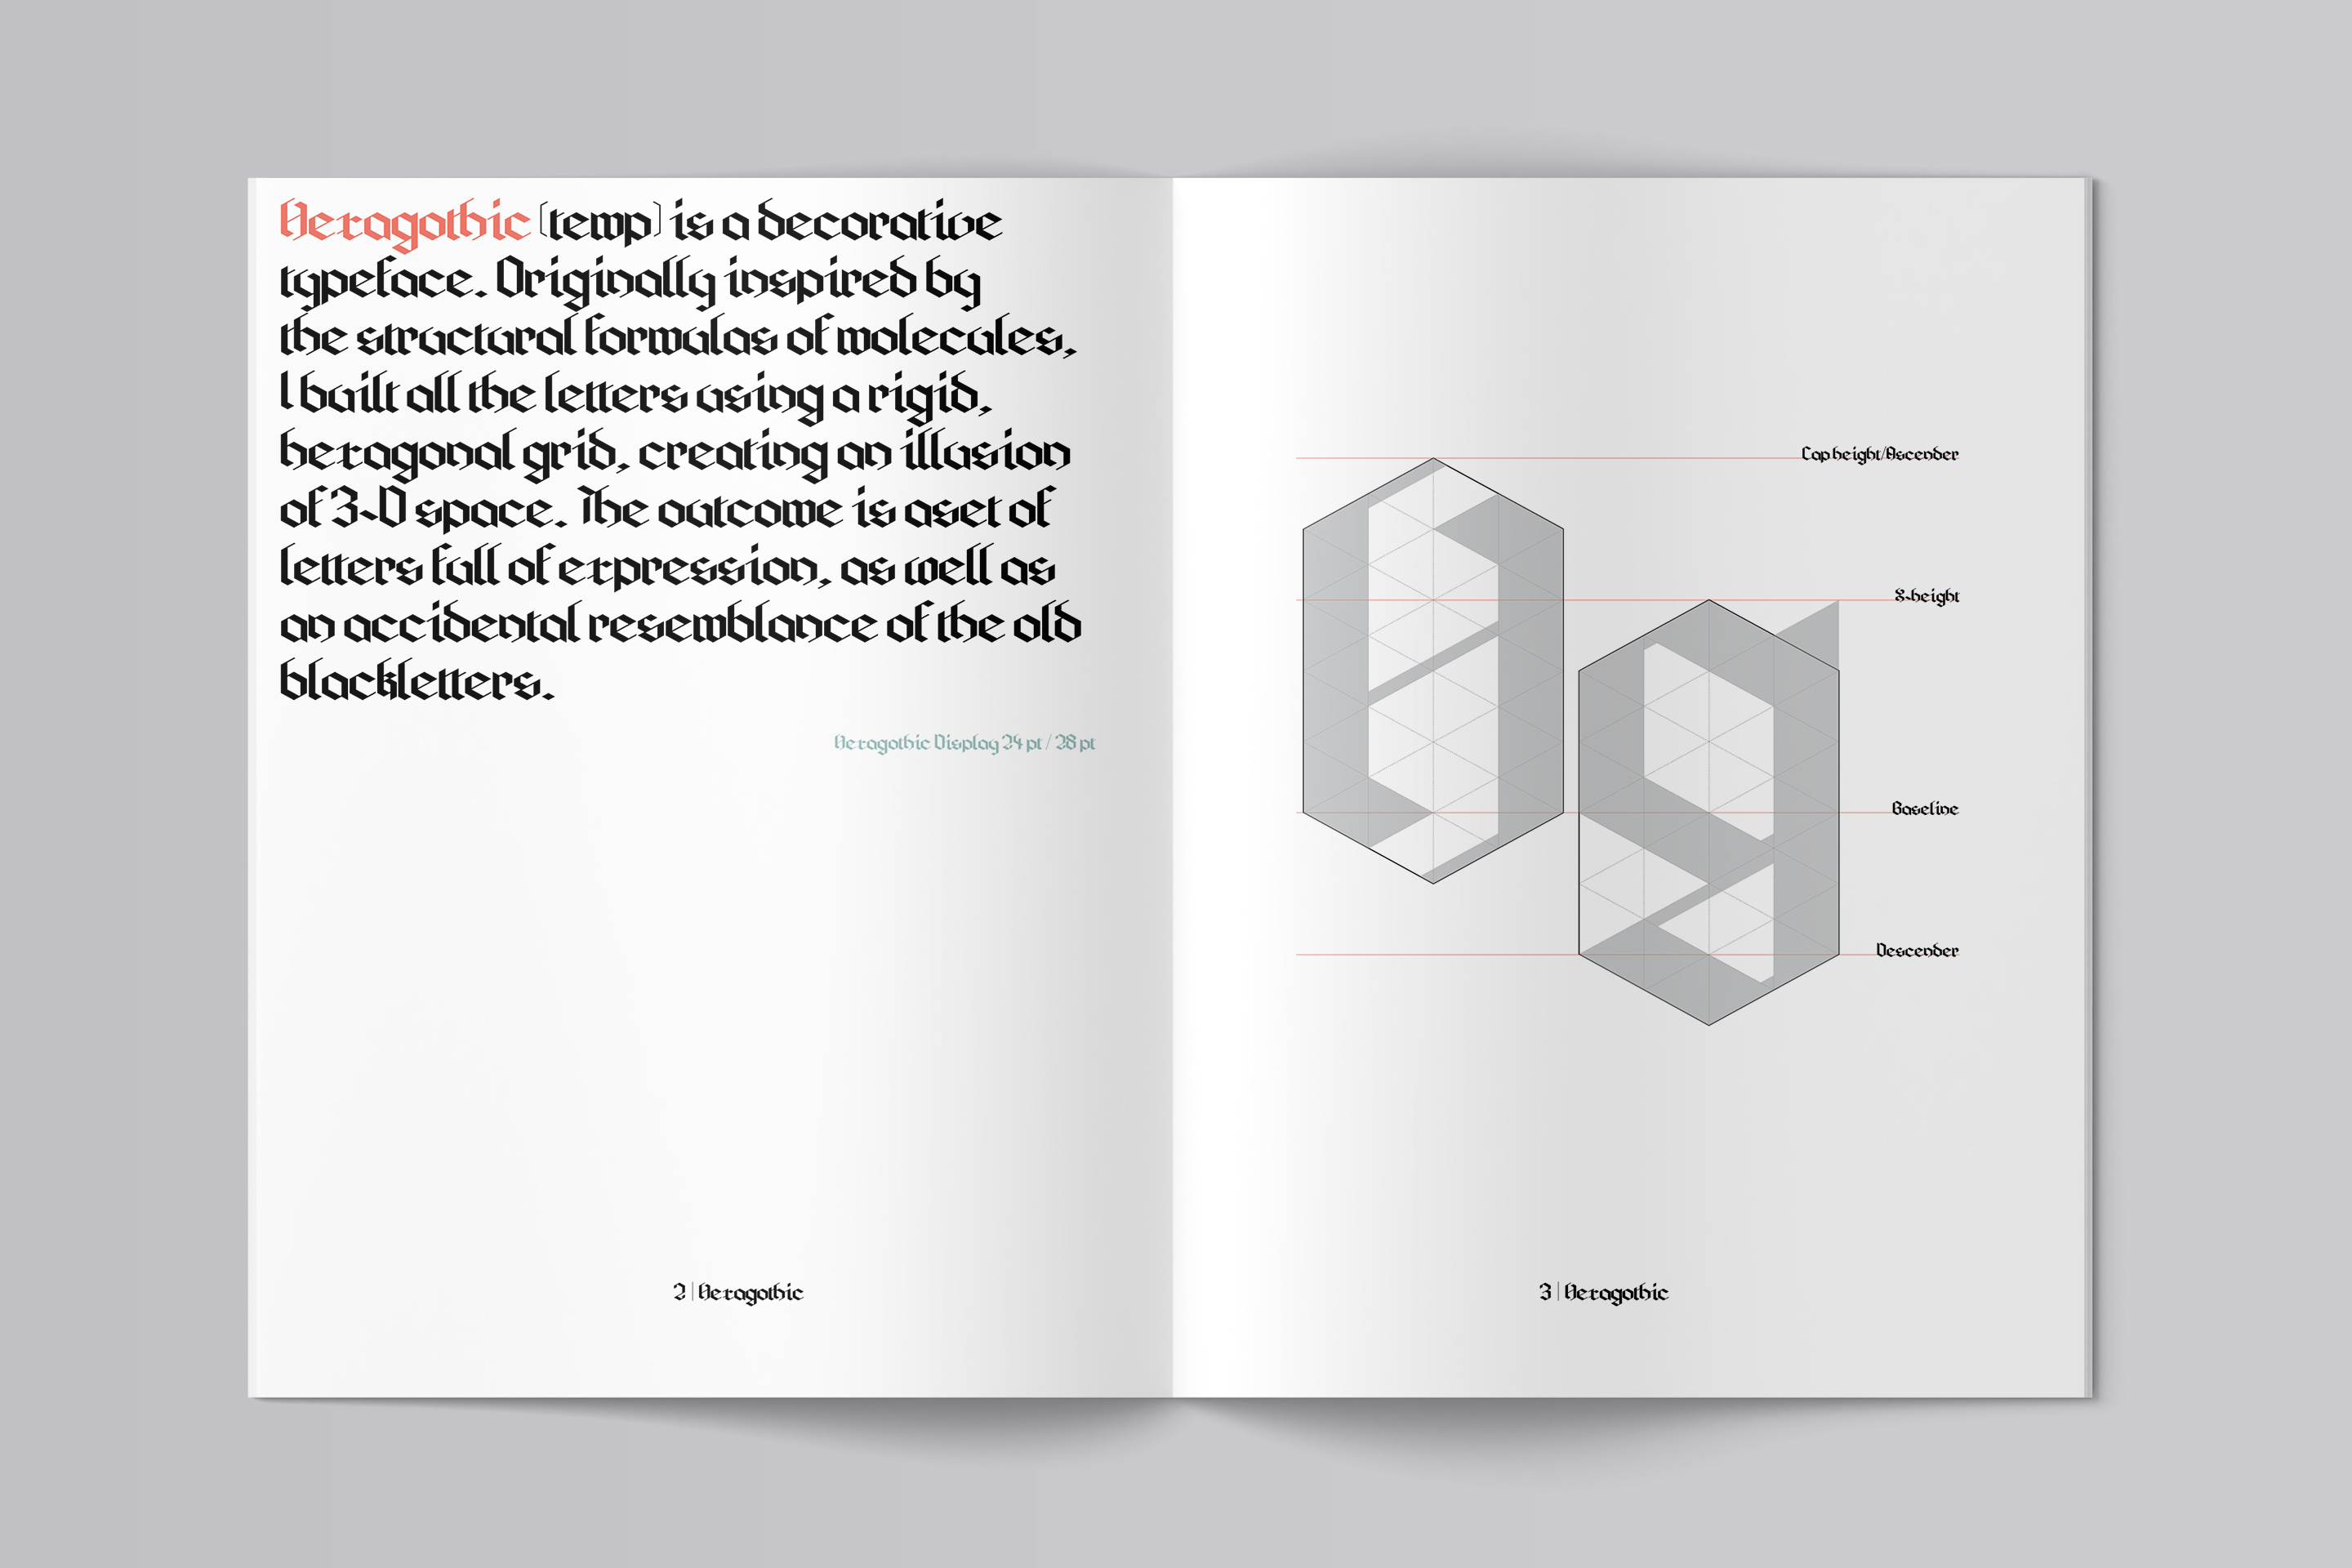 Hexagothic (temp) is a decorative
typeface. Originally inspired by
the structural formulas of molecules,
I built all the letters using a rigid,
hexagonal grid, creating an illusion
of 3-D space. The outcome is aset of
letters full of expression, as well as
an accidental resemblance of the old
blackletters.
Hexagothic Display 24 pt / 28 pt
2 | Hexagothic
Cap height/Ascender
X-height
Baseline
Descender
3 | Hexagothic